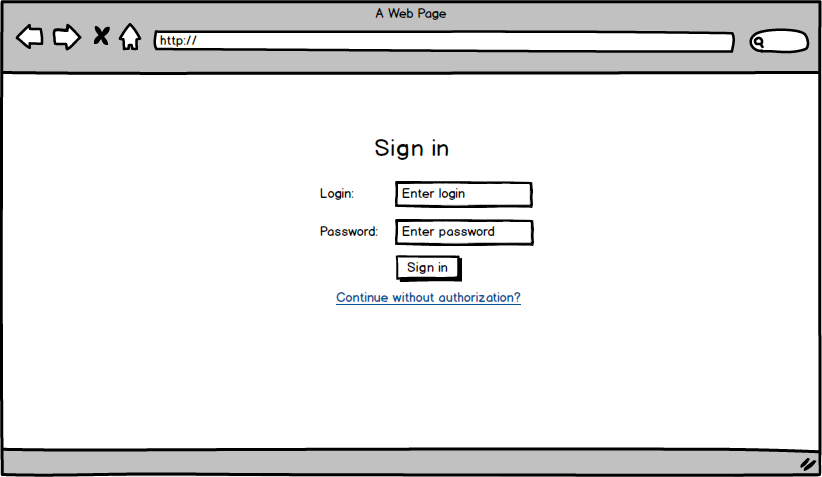 A Web Page
http://
Sign in
Login: Enter login
Password: Enter password
Sign in
Continue without authorization?